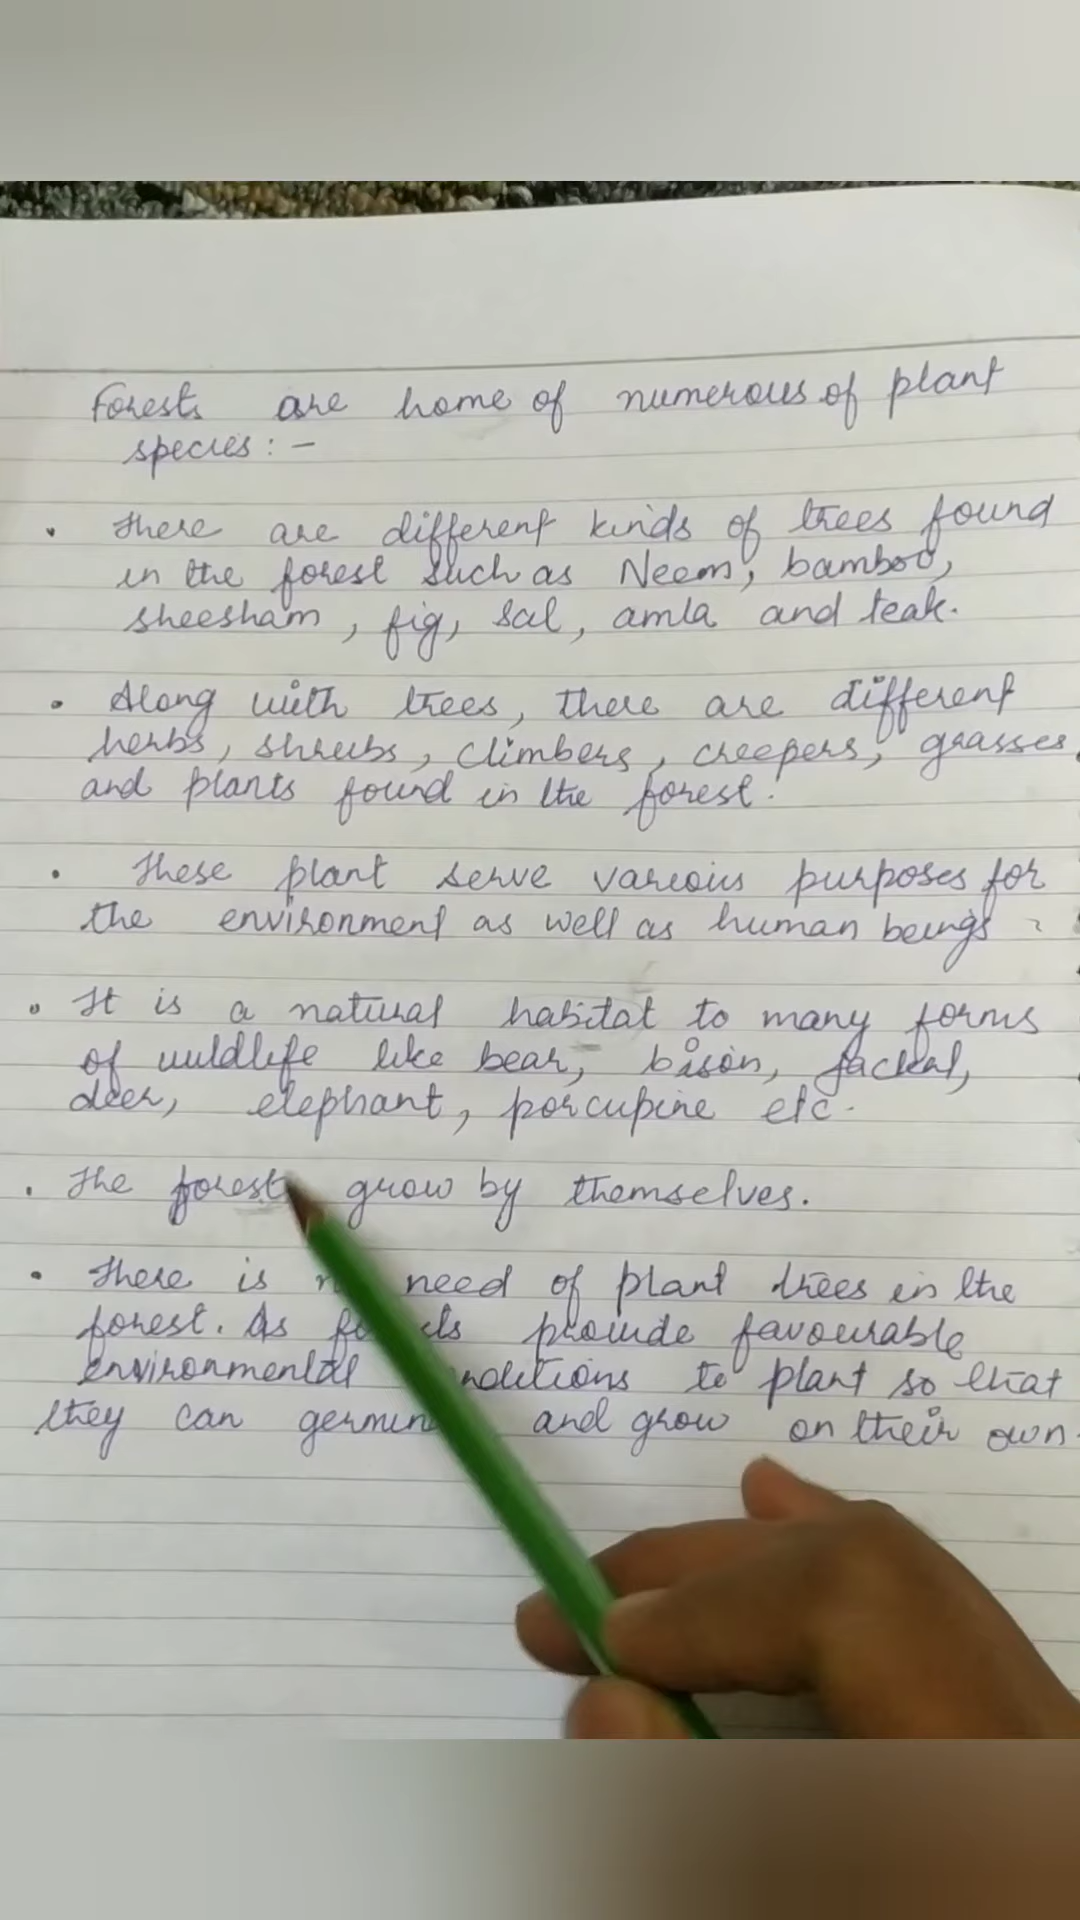 Forests are home of numerous of plant
species: -
. There are different kinds of trees found
in the forest such as Neem, bamboo,
sheesham, fig, sal, amla and teak.
. Along with trees, there are different
herbs, shrubs, climbers, creepers, grasses
and plants found in the forest.
. These plant serve various purposes for
the environment as well as human beings
. It is a natural habitat to many forms
of wildlife like bear, bison, jackal,
deer, elephant, porcupine etc.
. The forest grow by themselves.
. There is need of plant trees in the
forest. As provide favourable
environmental to plant so that
they can and grow on their own.